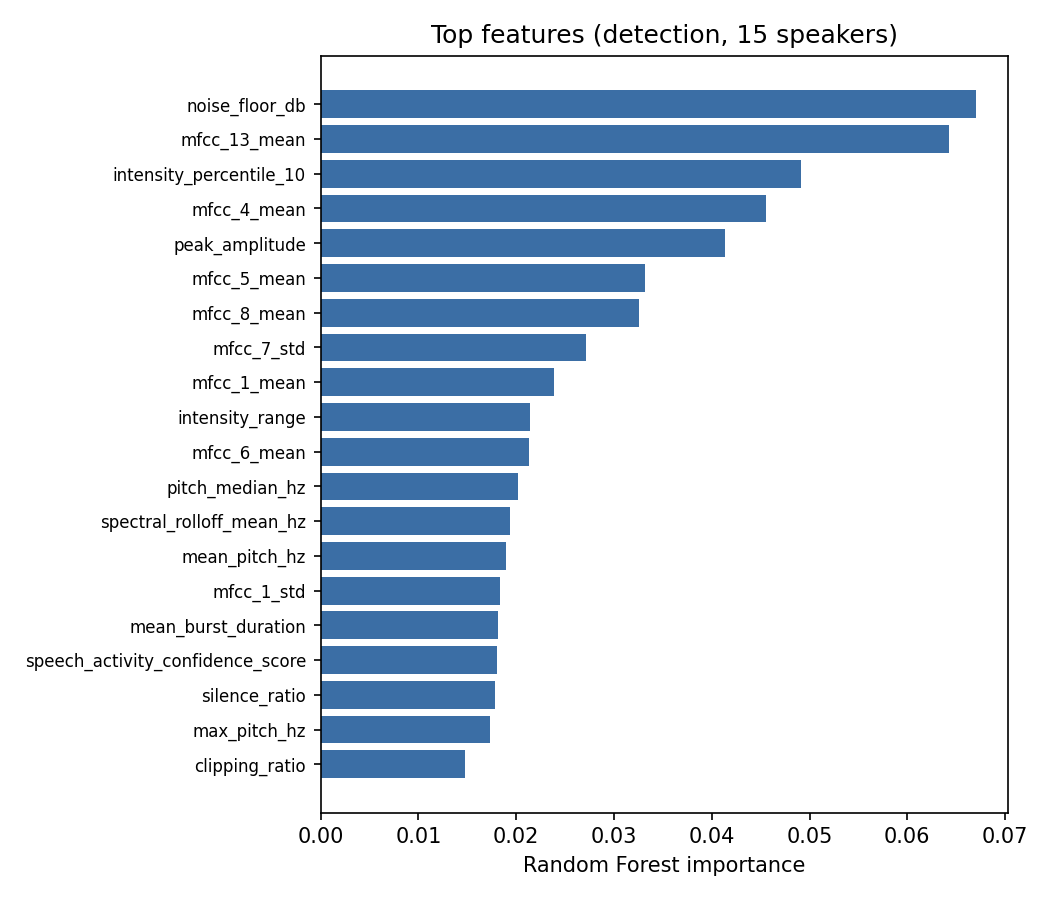 Top features (detection, 15 speakers)
noise_floor_db
mfcc_13_mean
intensity_percentile_10
mfcc_4_mean
peak_amplitude
mfcc_5_mean
mfcc_8_mean
mfcc_7_std
mfcc_1_mean
intensity_range
mfcc_6_mean
pitch_median_hz
spectral_rolloff_mean_hz
mean_pitch_hz
mfcc_1_std
mean_burst_duration
speech_activity_confidence_score
silence_ratio
max_pitch_hz
clipping_ratio
0.00 0.01 0.02 0.03 0.04 0.05 0.06 0.07
Random Forest importance